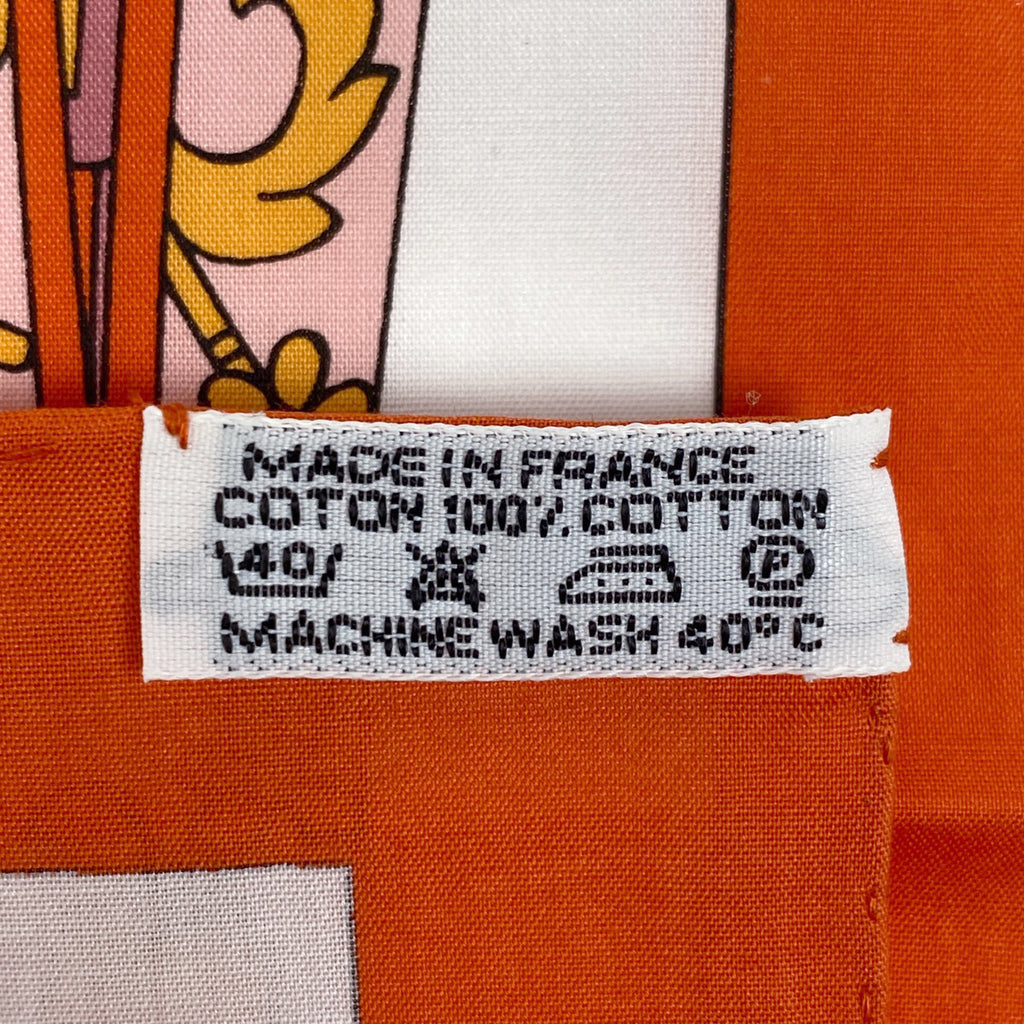 MADE IN FRANCE
COTON 100% COTTON
40 P
MACHINE WASH 40°C